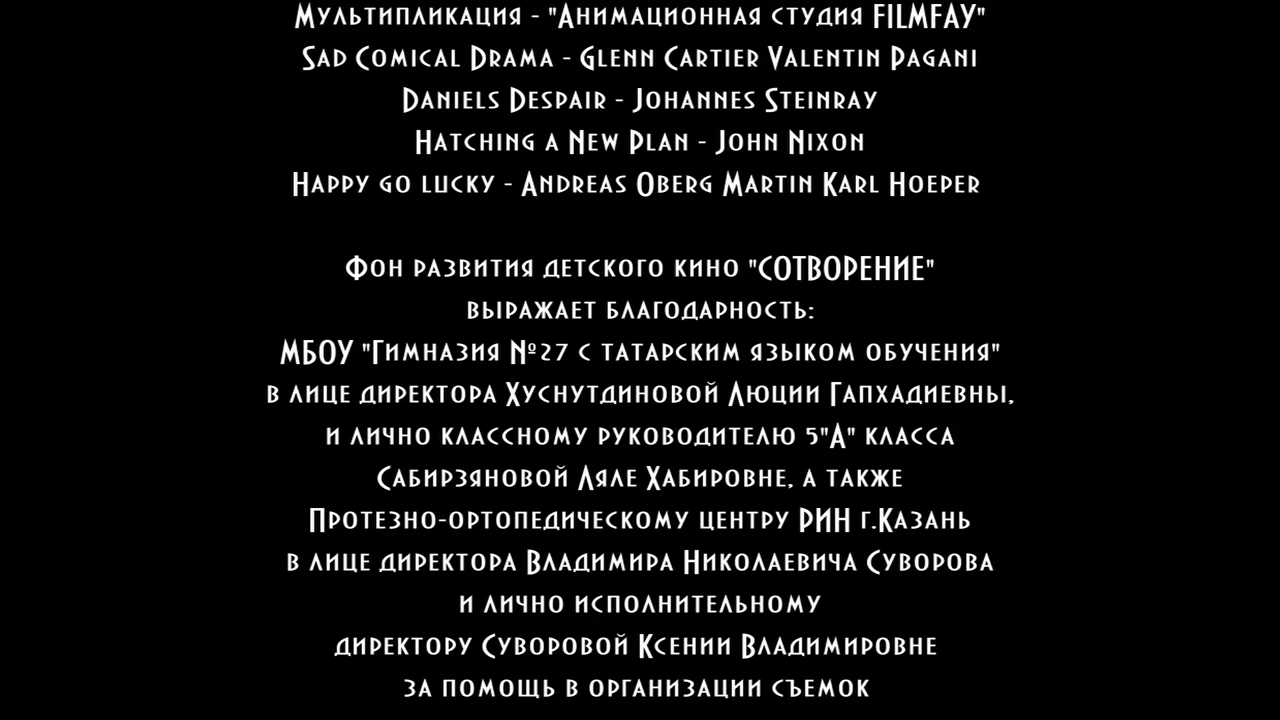 Мультипликация - "Анимационная студия FILMFAY"
Sad Comical Drama - Glenn Cartier Valentin Pagani
Daniels Despair - Johannes Steinray
Hatching a New Plan - John Nixon
Happy go lucky - Andreas Oberg Martin Karl Hoeper
Фон развития детского кино "СОТВОРЕНИЕ"
выражает благодарность:
МБОУ "Гимназия №27 с татарским языком обучения"
в лице директора Хуснутдиновой Люции Гапхадиевны,
и лично классному руководителю 5"А" класса
Сабирзяновой Ляле Хабировне, а также
Протезно-ортопедическому центру РИН г.Казань
в лице директора Владимира Николаевича Суворова
и лично исполнительному
директору Суворовой Ксении Владимировне
за помощь в организации съемок